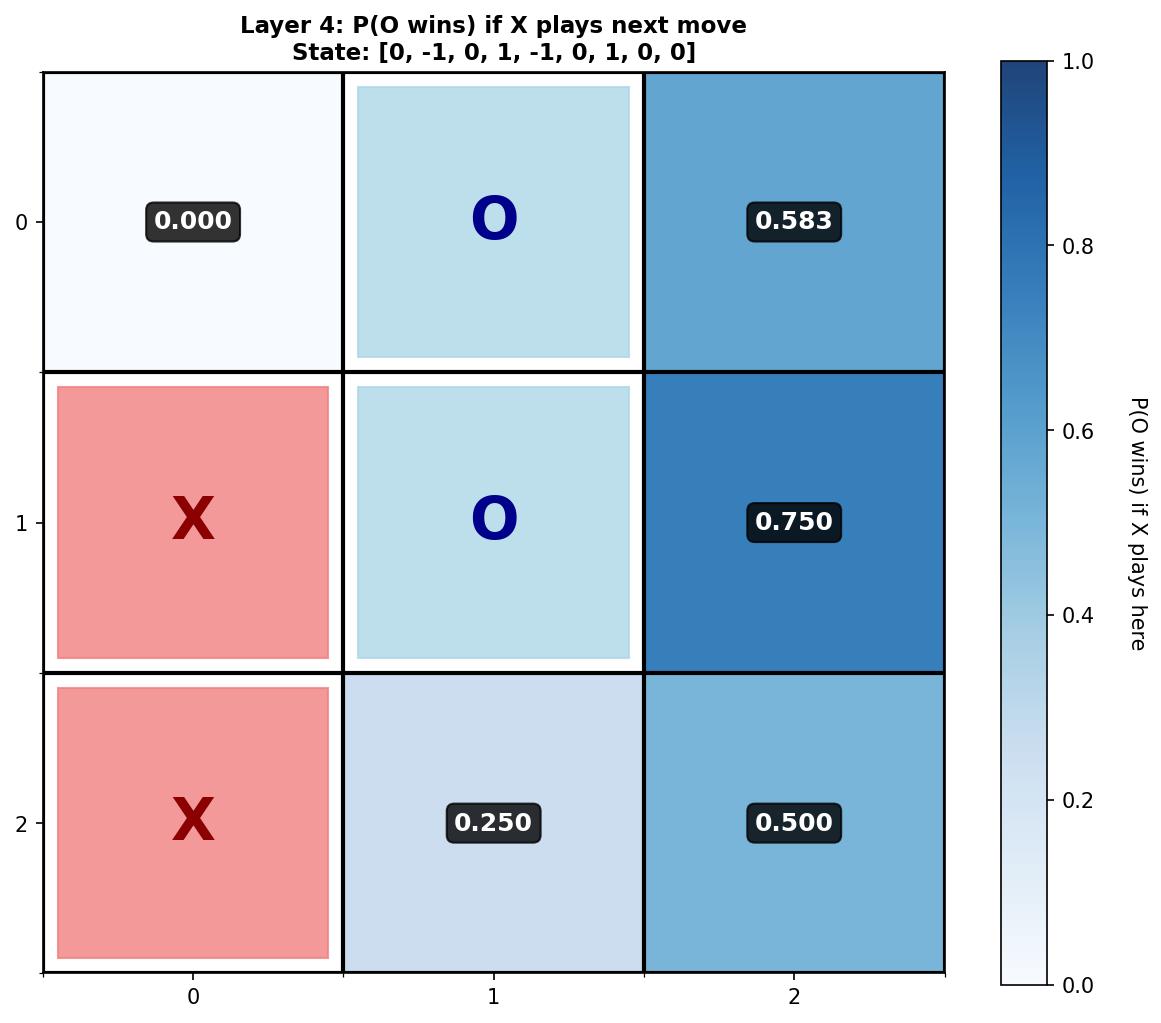 Layer 4: P(O wins) if X plays next move
State: [0, -1, 0, 1, -1, 0, 1, 0, 0]
0
0.000
O
0.583
1
X
O
0.750
2
X
0.250
0.500
0
1
2
1.0
0.8
0.6
0.4
0.2
0.0
P(O wins) if X plays here